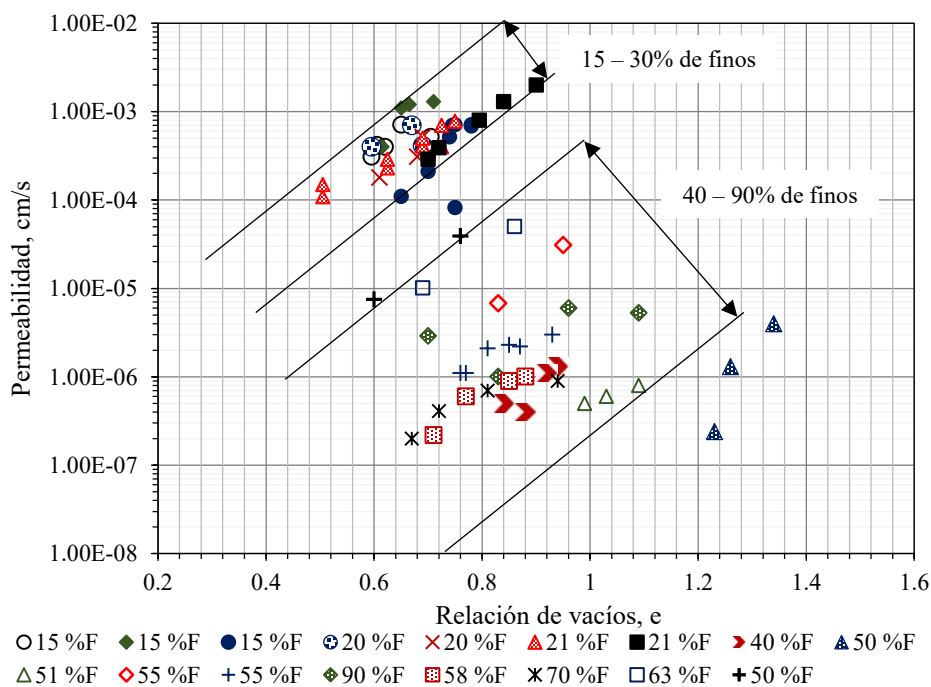 1.00E-02
15 – 30% de finos
1.00E-03
40 – 90% de finos
1.00E-04
Permeabilidad, cm/s
1.00E-05
1.00E-06
1.00E-07
1.00E-08
0.2 0.4 0.6 0.8 1 1.2 1.4 1.6
Relación de vacíos, e
15 %F 15 %F 15 %F 20 %F 20 %F 21 %F 21 %F 40 %F 50 %F
51 %F 55 %F 55 %F 90 %F 58 %F 70 %F 63 %F 50 %F